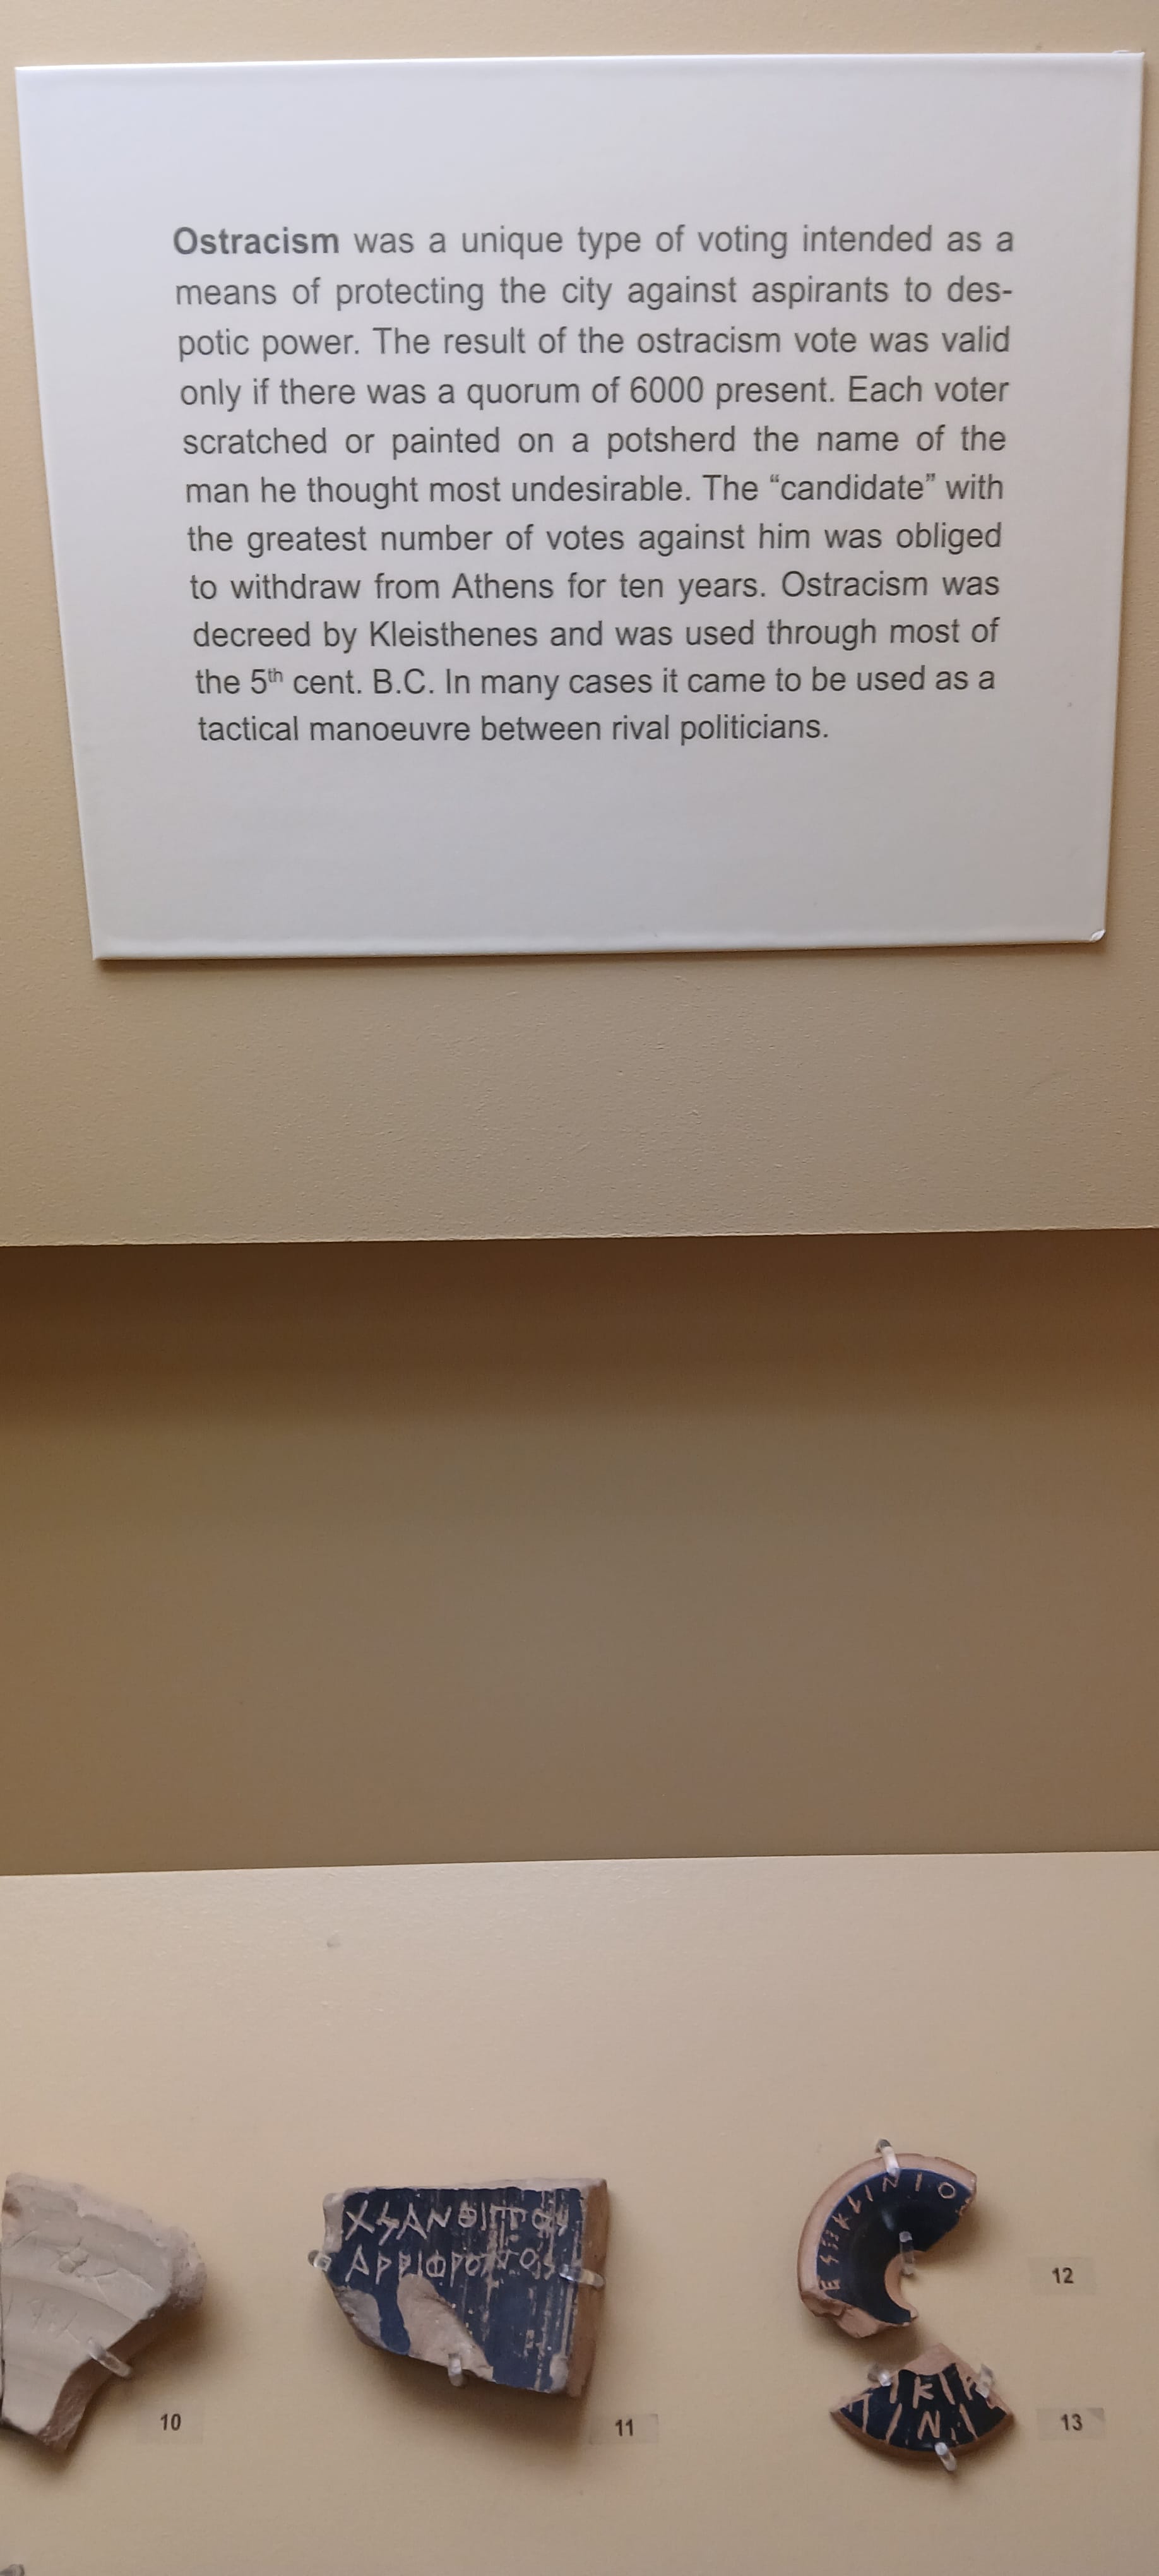 Ostracism was a unique type of voting intended as a
means of protecting the city against aspirants to des-
potic power. The result of the ostracism vote was valid
only if there was a quorum of 6000 present. Each voter
scratched or painted on a potsherd the name of the
man he thought most undesirable. The “candidate” with
the greatest number of votes against him was obliged
to withdraw from Athens for ten years. Ostracism was
decreed by Kleisthenes and was used through most of
the 5th cent. B.C. In many cases it came to be used as a
tactical manoeuvre between rival politicians.
10
11
12
13